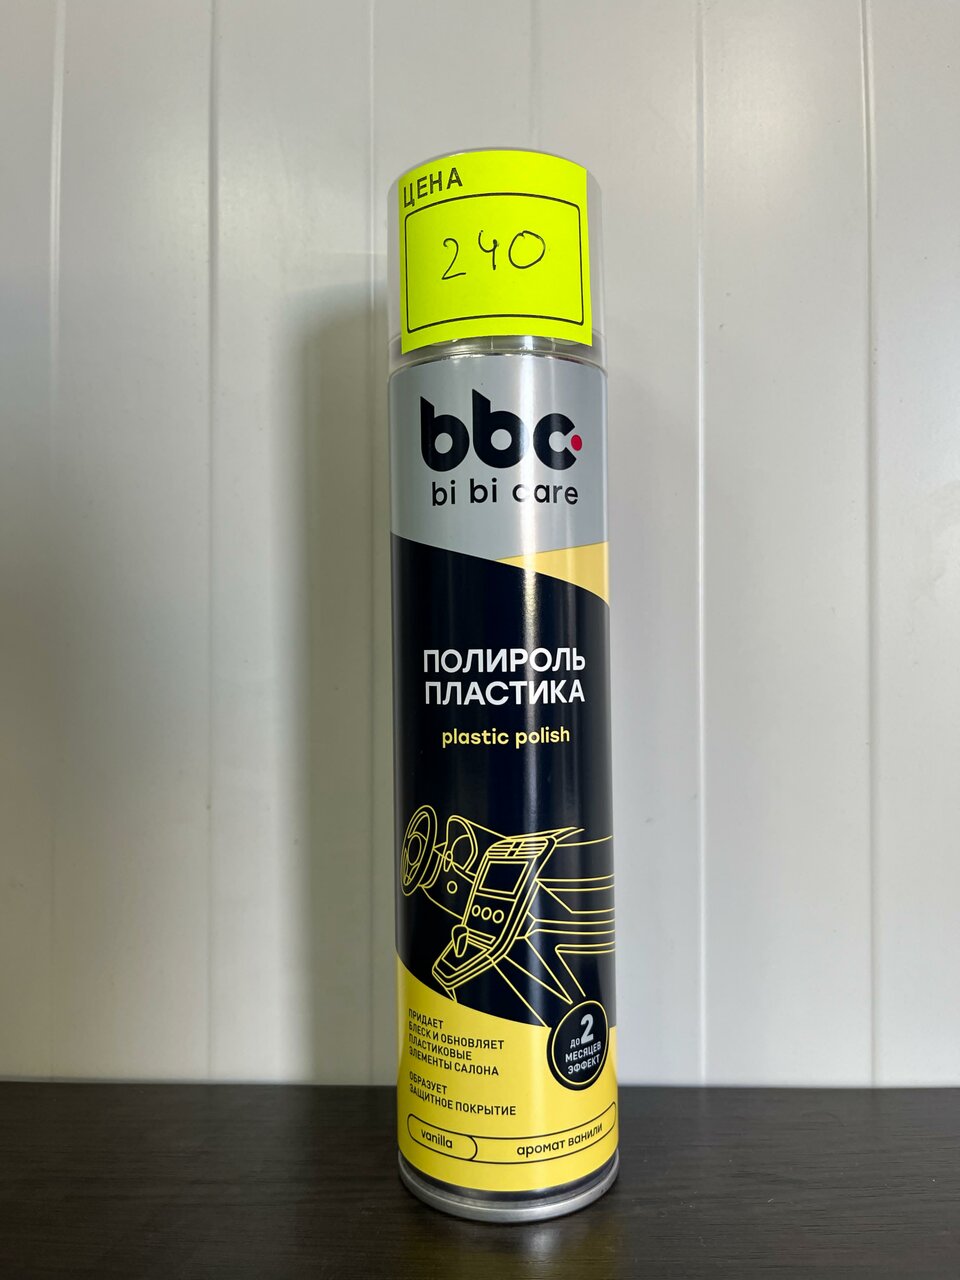 ЦЕНА
240
bbc
bi bi care
ПОЛИРОЛЬ
ПЛАСТИКА
plastic polish
ПРИДАЕТ
БЛЕСК И ОБНОВЛЯЕТ
ПЛАСТИКОВЫЕ
ЭЛЕМЕНТЫ САЛОНА
ОБРАЗУЕТ
ЗАЩИТНОЕ ПОКРЫТИЕ
ДО 2
МЕСЯЦЕВ
ЭФФЕКТ
vanilla аромат ванили